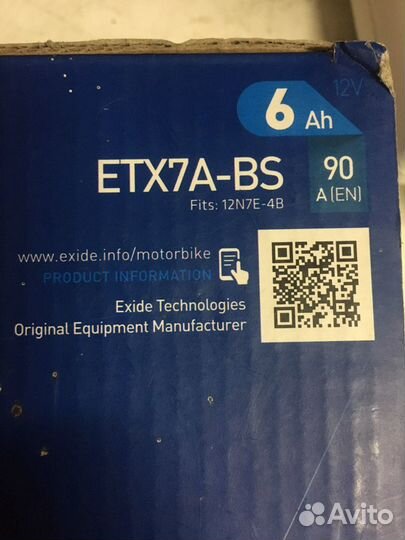 12V
6 Ah
ETX7A-BS
90
A (EN)
Fits: 12N7E-4B
www.exide.info/motorbike
PRODUCT INFORMATION
Exide Technologies
Original Equipment Manufacturer
Avito